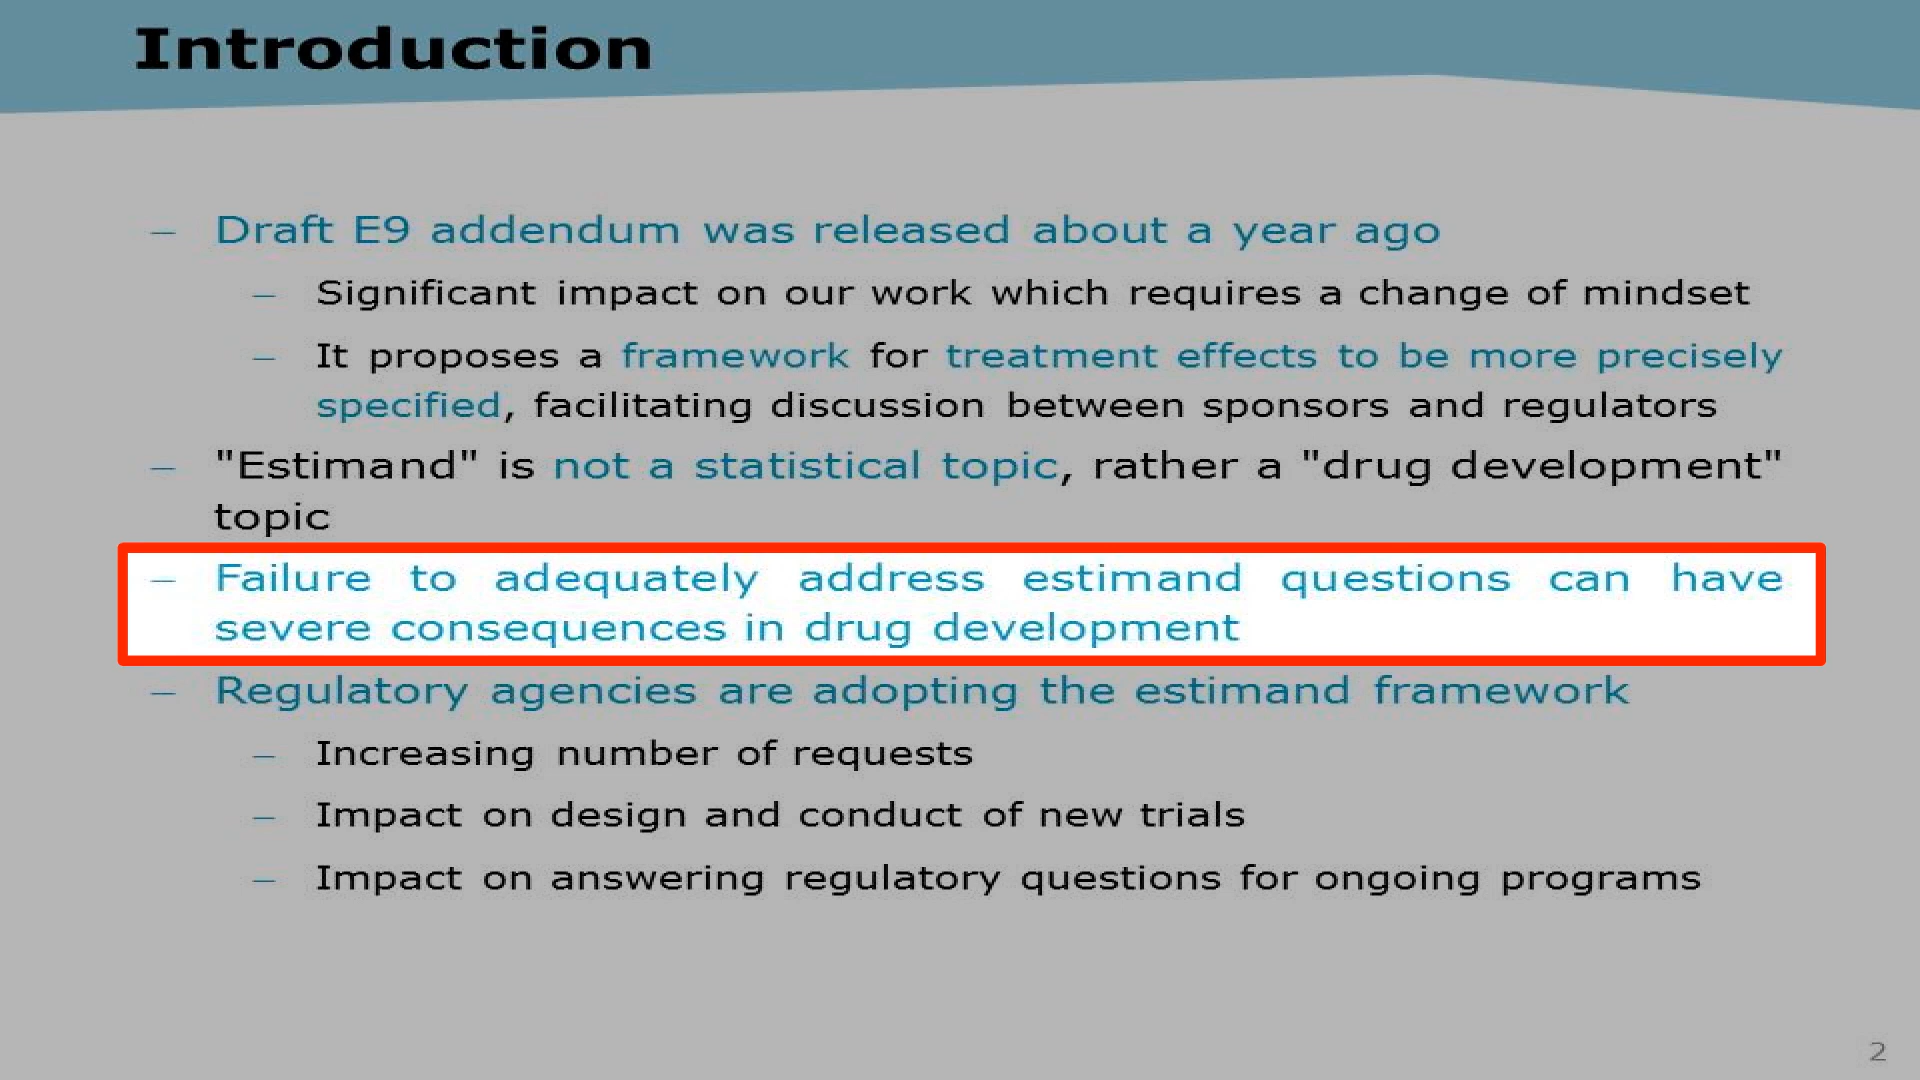 Introduction
– Draft E9 addendum was released about a year ago
– Significant impact on our work which requires a change of mindset
– It proposes a framework for treatment effects to be more precisely
specified, facilitating discussion between sponsors and regulators
– "Estimand" is not a statistical topic, rather a "drug development"
topic
– Failure to adequately address estimand questions can have
severe consequences in drug development
– Regulatory agencies are adopting the estimand framework
– Increasing number of requests
– Impact on design and conduct of new trials
– Impact on answering regulatory questions for ongoing programs
2